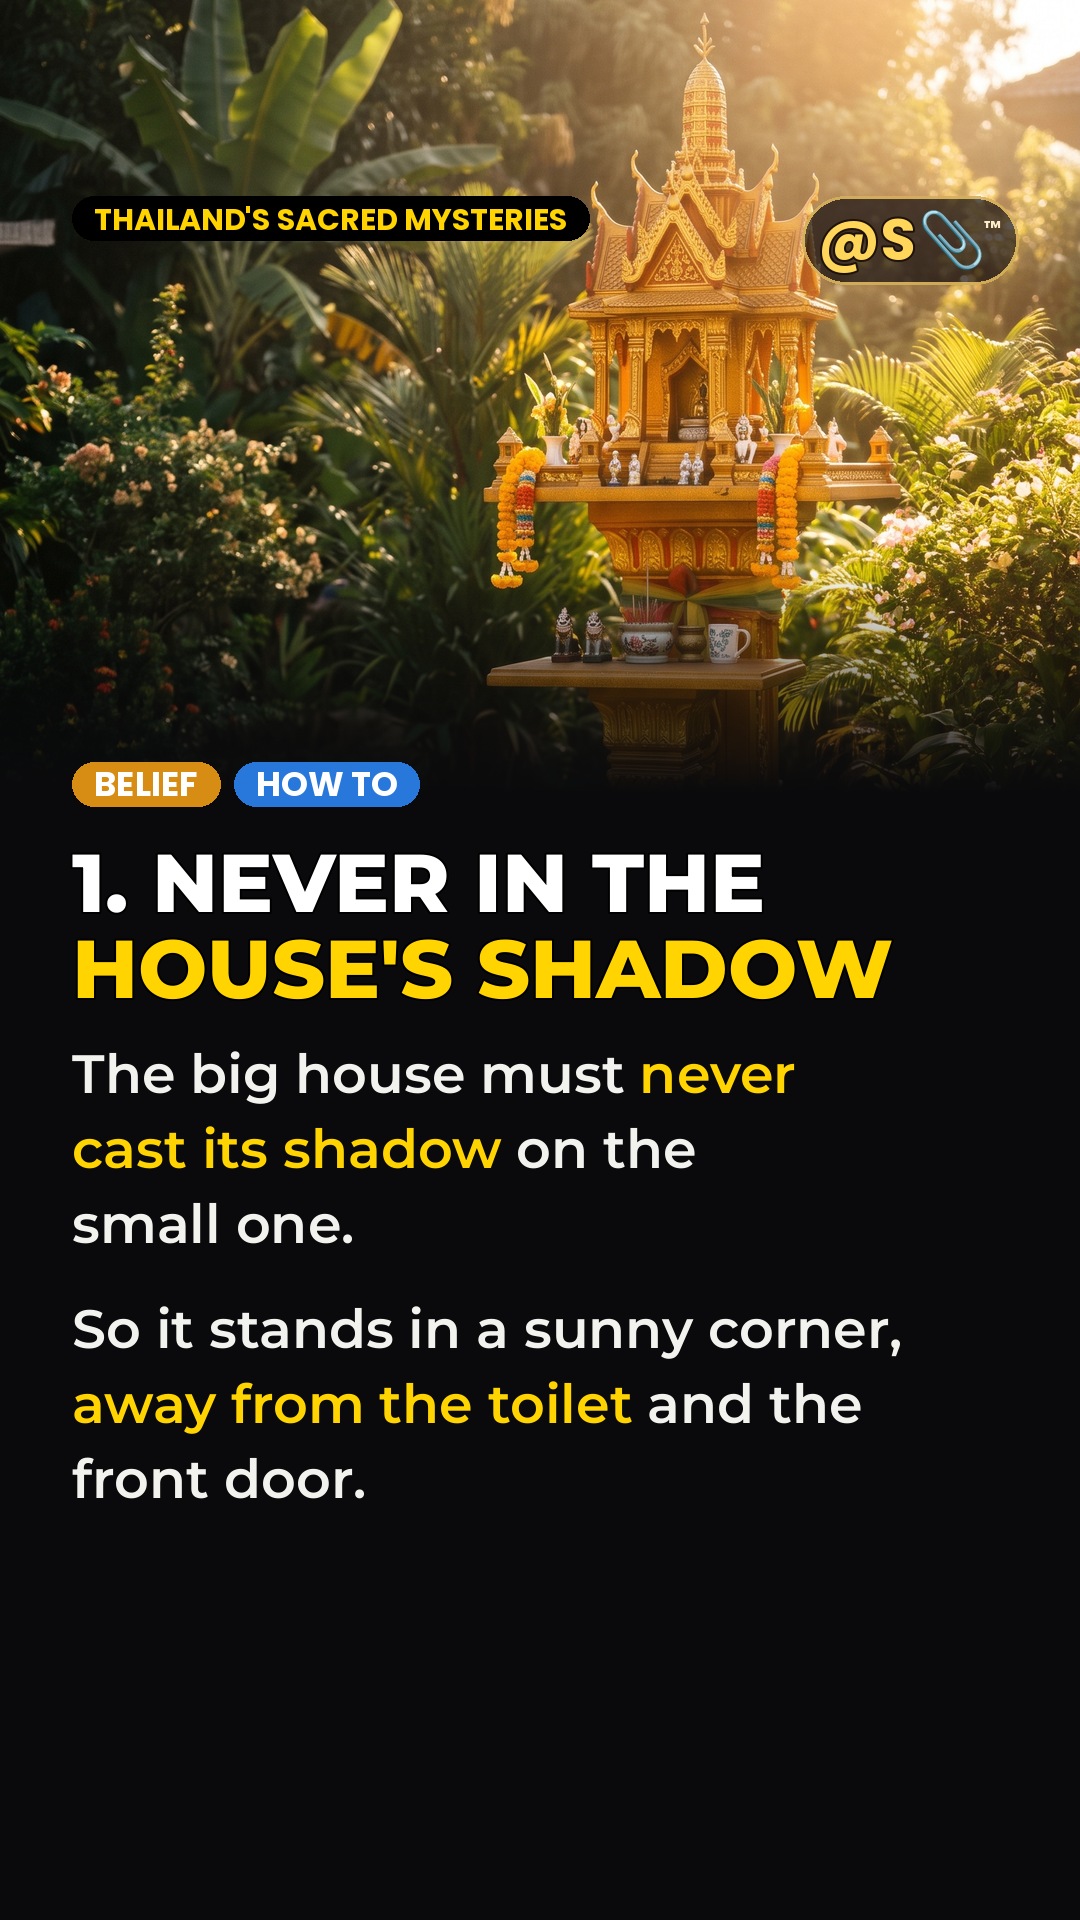 THAILAND'S SACRED MYSTERIES
@S📎™
BELIEF
HOW TO
1. NEVER IN THE
HOUSE'S SHADOW
The big house must never
cast its shadow on the
small one.
So it stands in a sunny corner,
away from the toilet and the
front door.